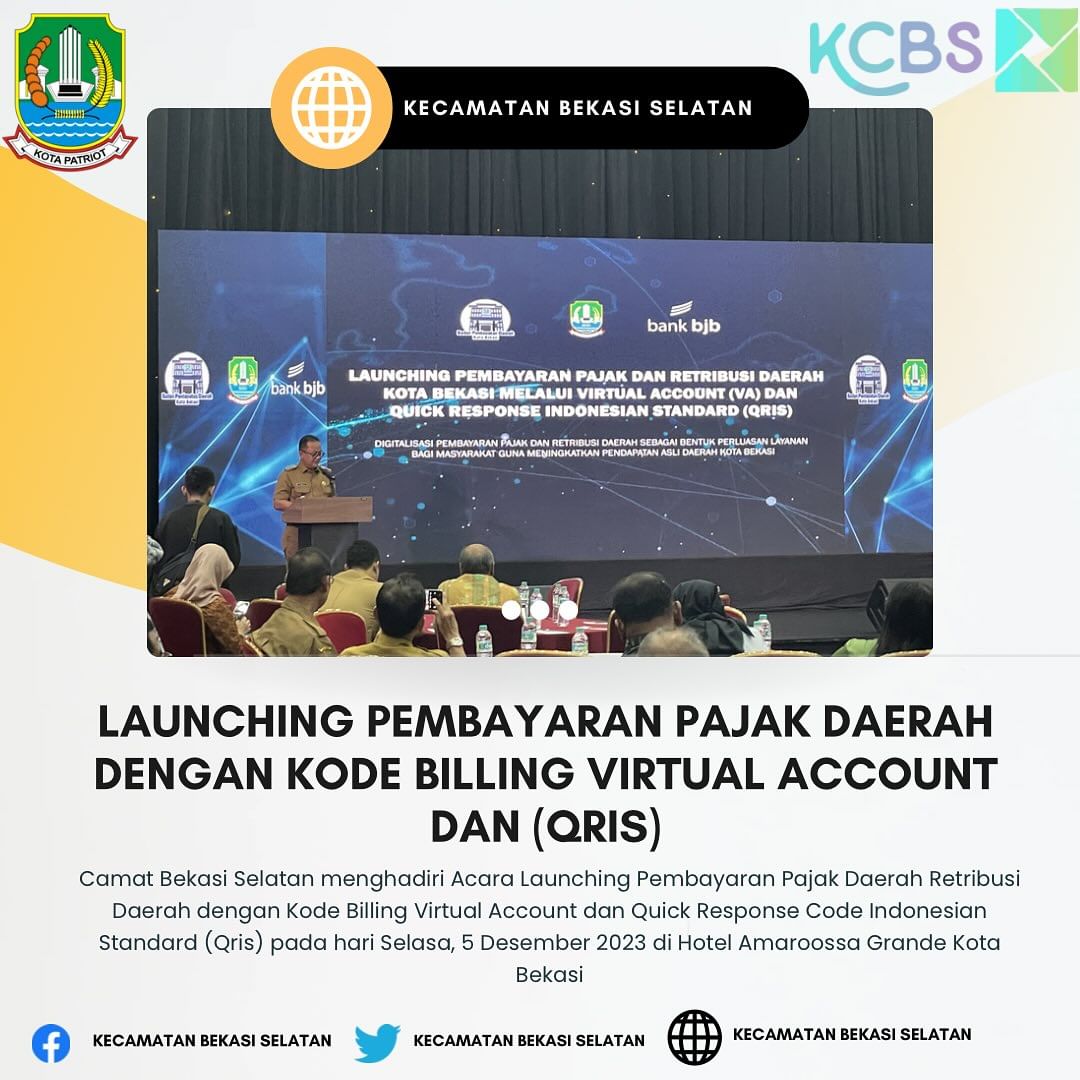 KOTA PATRIOT
KCBS
KECAMATAN BEKASI SELATAN
Badan Pendapatan Daerah
Kota Bekasi
bank bjb
bank bjb
LAUNCHING PEMBAYARAN PAJAK DAN RETRIBUSI DAERAH
KOTA BEKASI MELALUI VIRTUAL ACCOUNT (VA) DAN
QUICK RESPONSE INDONESIAN STANDARD (QRIS)
DIGITALISASI PEMBAYARAN PAJAK DAN RETRIBUSI DAERAH SEBAGAI BENTUK PERLUASAN LAYANAN
BAGI MASYARAKAT GUNA MENINGKATKAN PENDAPATAN ASLI DAERAH KOTA BEKASI
LAUNCHING PEMBAYARAN PAJAK DAERAH
DENGAN KODE BILLING VIRTUAL ACCOUNT
DAN (QRIS)
Camat Bekasi Selatan menghadiri Acara Launching Pembayaran Pajak Daerah Retribusi
Daerah dengan Kode Billing Virtual Account dan Quick Response Code Indonesian
Standard (Qris) pada hari Selasa, 5 Desember 2023 di Hotel Amaroossa Grande Kota
Bekasi
KECAMATAN BEKASI SELATAN
KECAMATAN BEKASI SELATAN
KECAMATAN BEKASI SELATAN